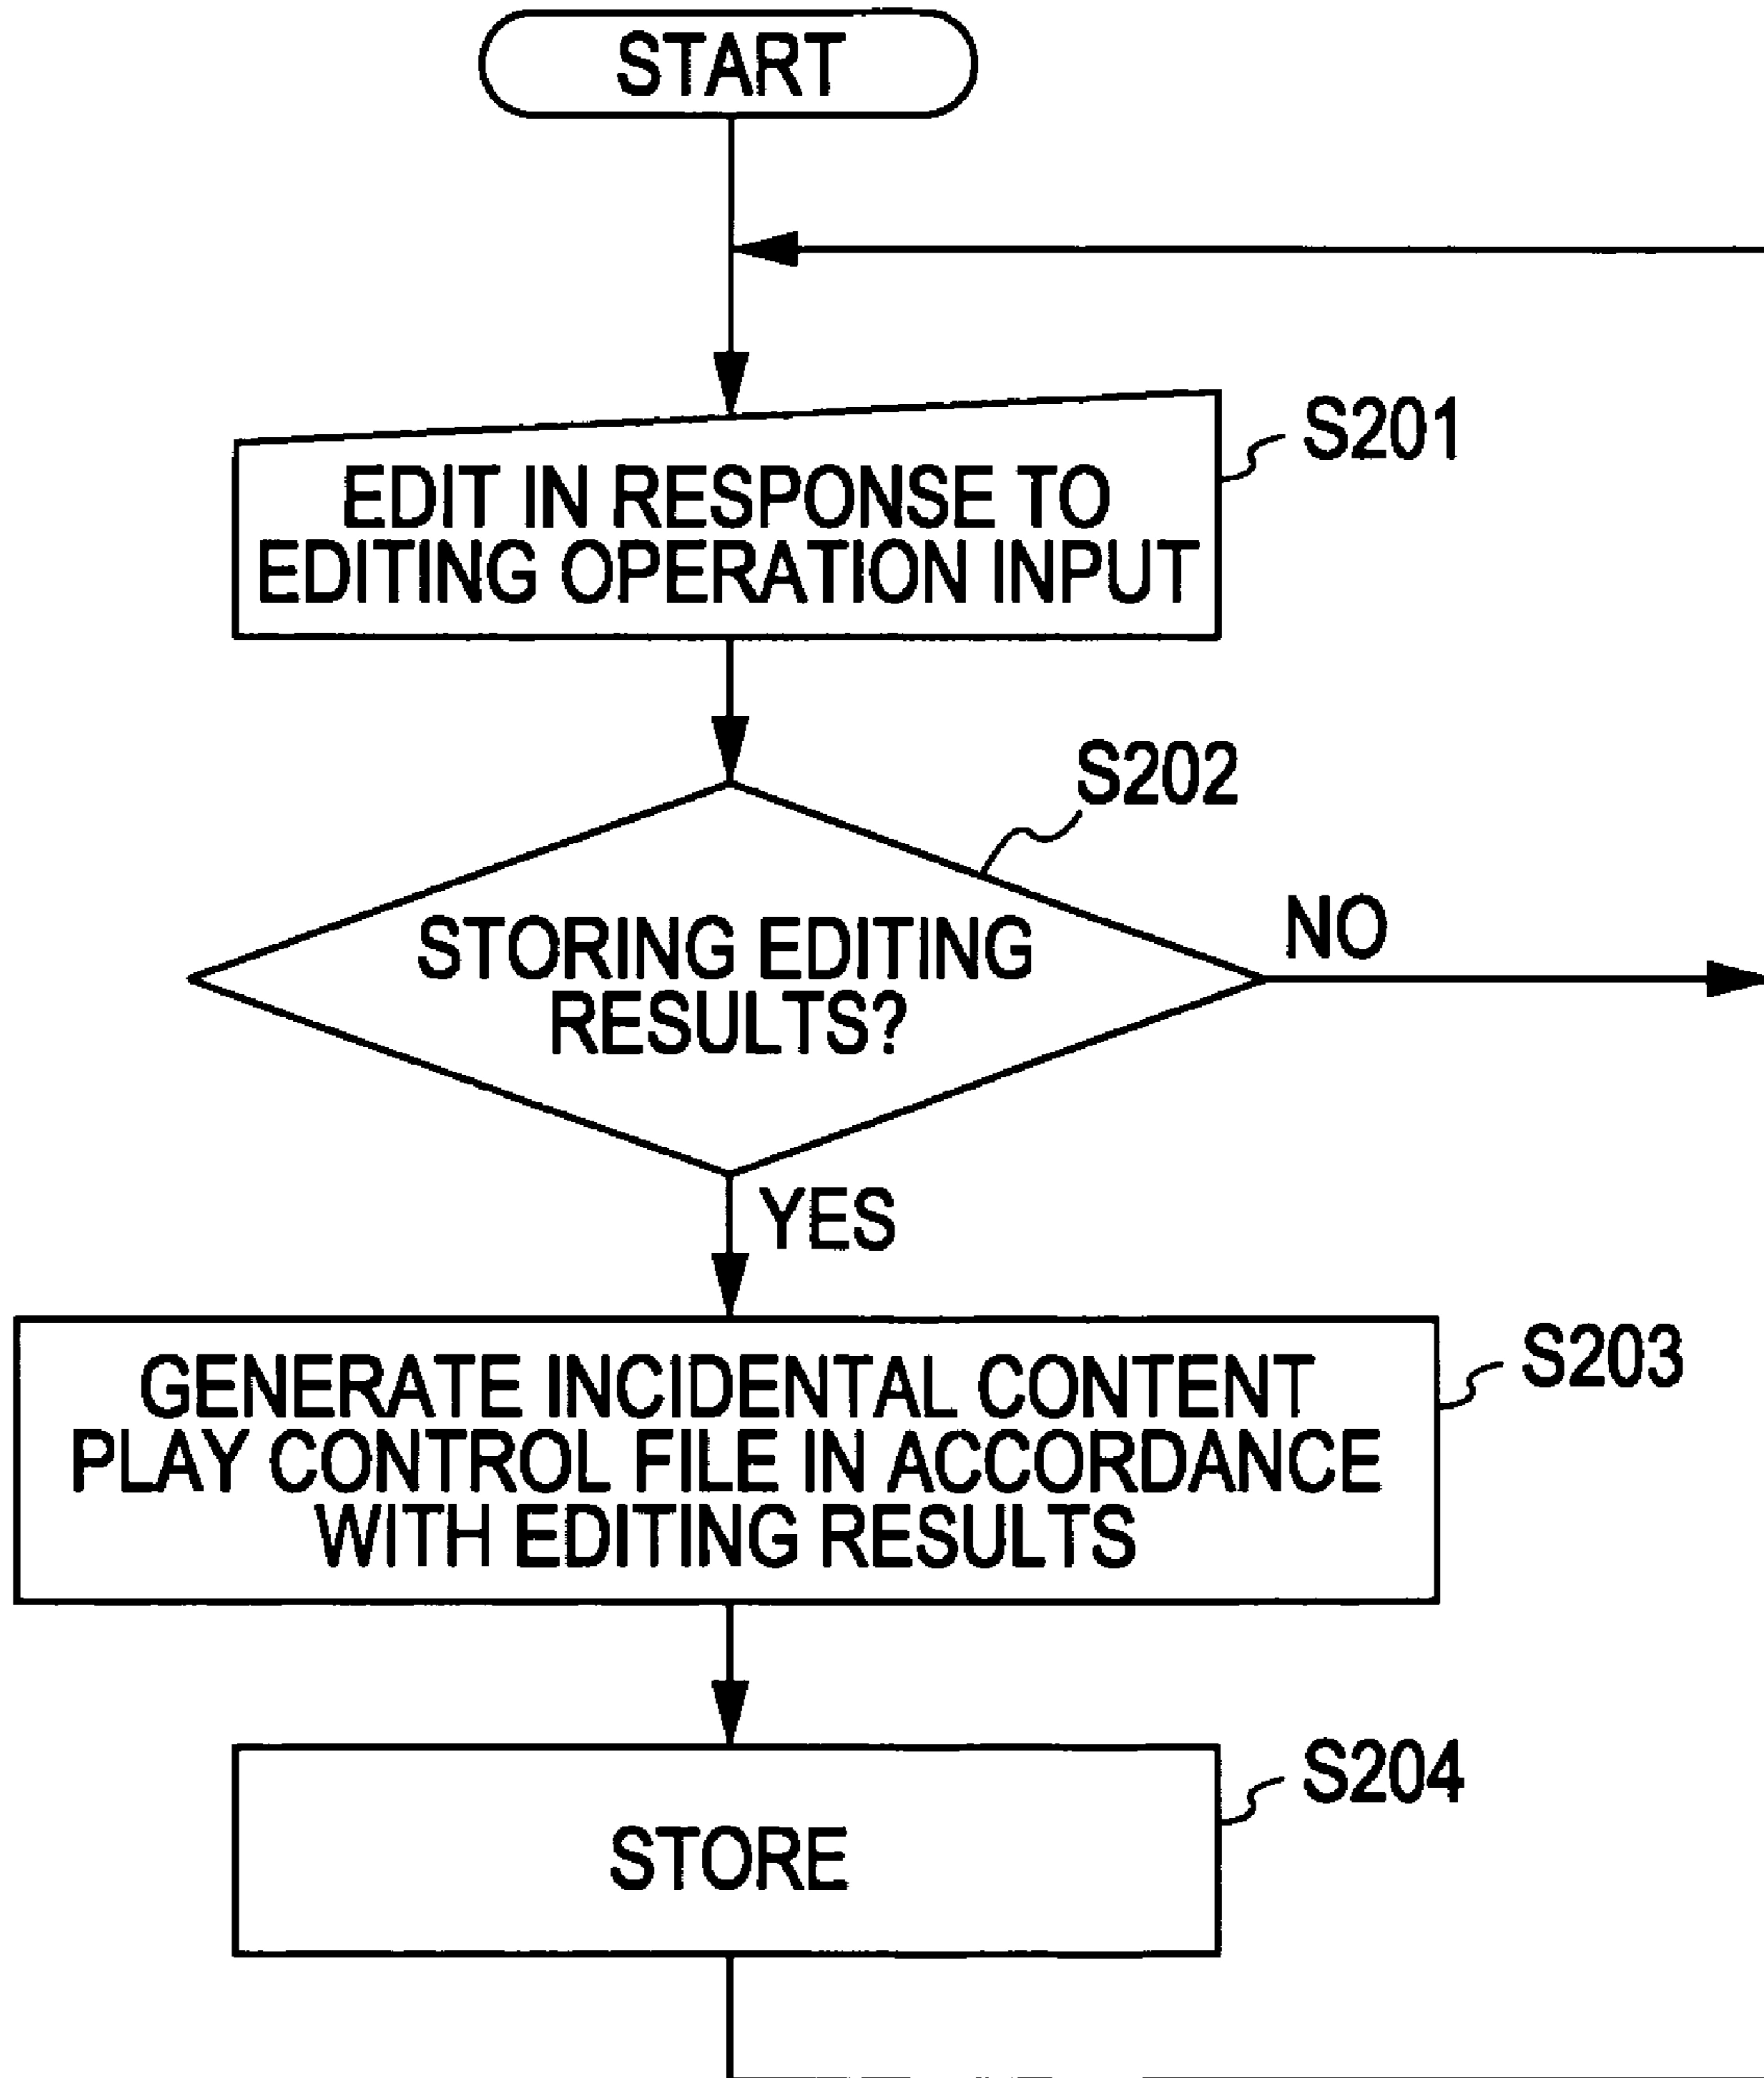 START
S201
EDIT IN RESPONSE TO
EDITING OPERATION INPUT
S202
STORING EDITING
RESULTS?
NO
YES
S203
GENERATE INCIDENTAL CONTENT
PLAY CONTROL FILE IN ACCORDANCE
WITH EDITING RESULTS
S204
STORE